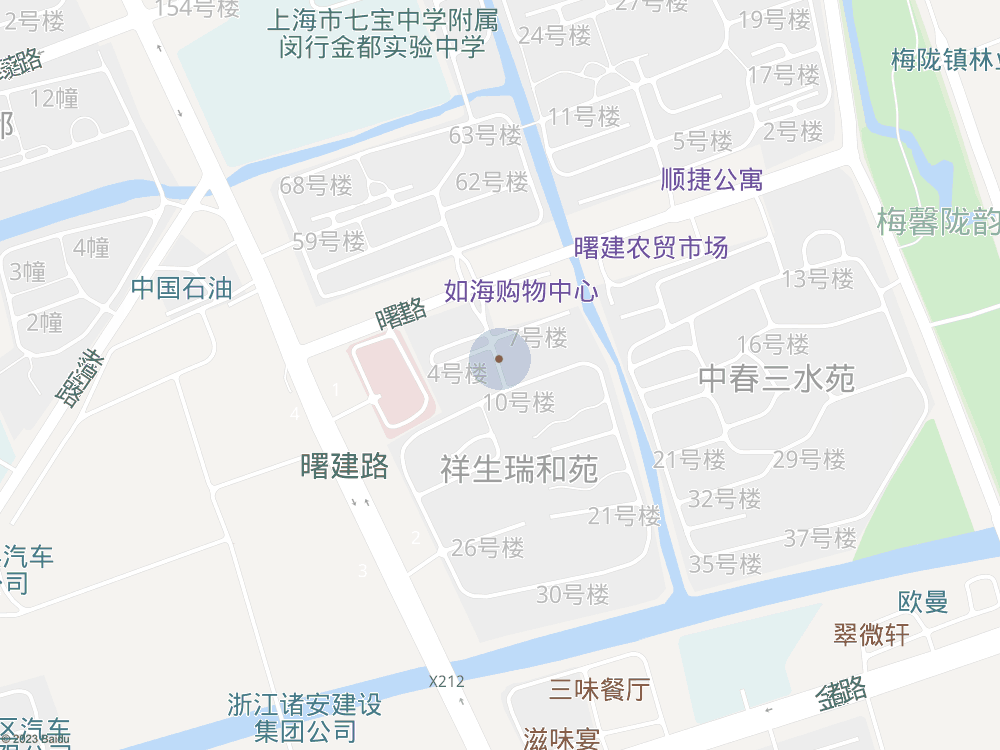 154号楼
2号楼
上海市七宝中学附属
闵行金都实验中学
27号楼
24号楼
19号楼
梅陇镇林业
17号楼
12幢
11号楼
63号楼
5号楼
2号楼
68号楼
62号楼
顺捷公寓
梅馨陇韵
59号楼
4幢
曙建农贸市场
3幢
中国石油
如海购物中心
13号楼
曙建路
2幢
7号楼
16号楼
4号楼
中春三水苑
10号楼
4
曙建路
祥生瑞和苑
21号楼
29号楼
32号楼
21号楼
2
26号楼
37号楼
汽车
公司
3
35号楼
30号楼
欧曼
翠微轩
X212
三味餐厅
金都路
浙江诸安建设
集团公司
区汽车
滋味宴
© 2023 Baidu